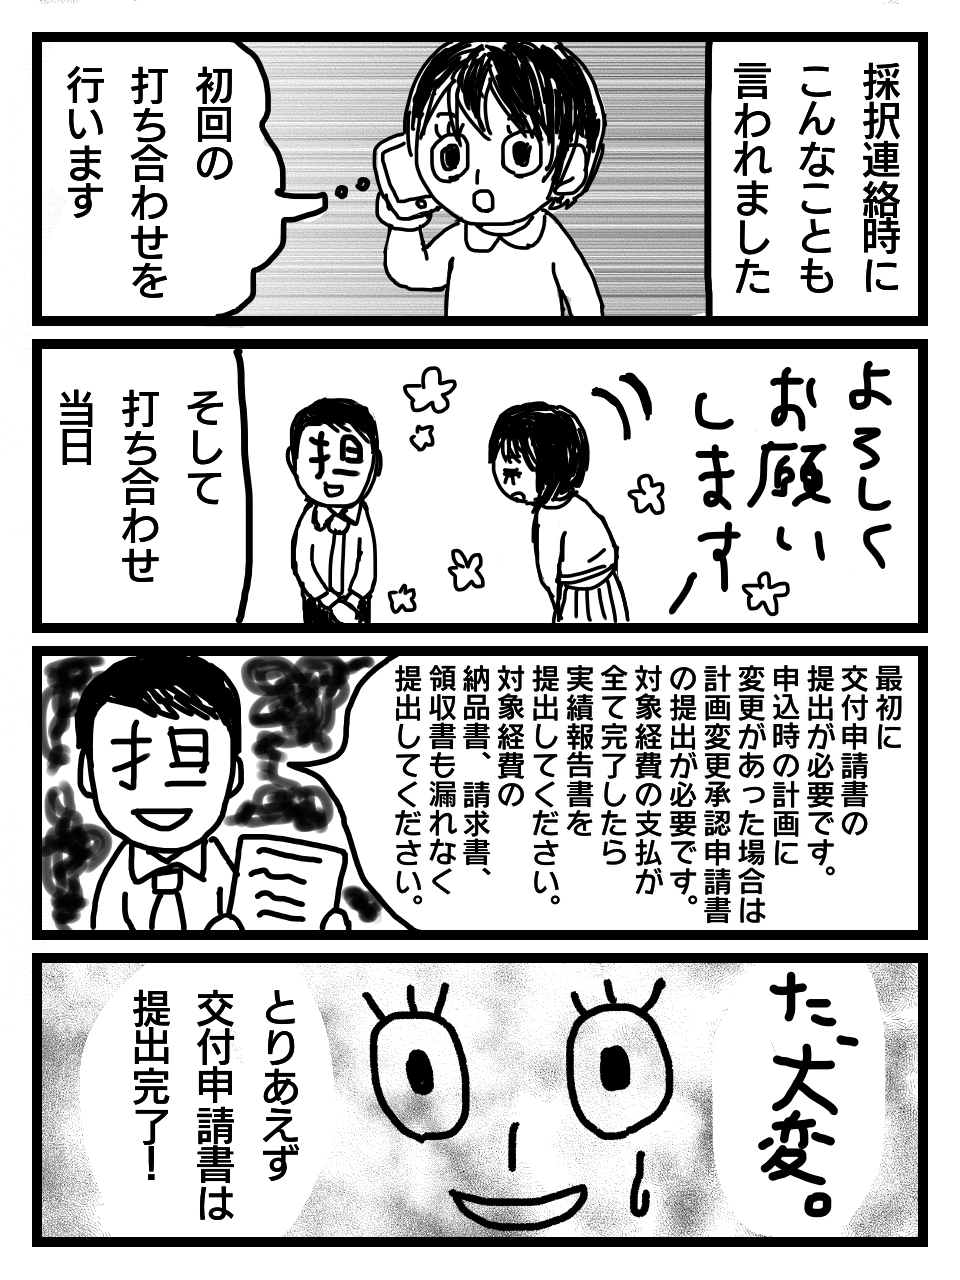 採択連絡時に
こんなことも
言われました
初回の
打ち合わせを
行います
よろしく
お願い
します
そして
打ち合わせ
当日
担
最初に
交付申請書の
提出が必要です。
申込時の計画に
変更があった場合は
計画変更承認申請書
の提出が必要です。
対象経費の支払が
全て完了したら
実績報告書を
提出してください。
対象経費の
納品書、請求書、
領収書も漏れなく
提出してください。
担
た、大変。
とりあえず
交付申請書は
提出完了！